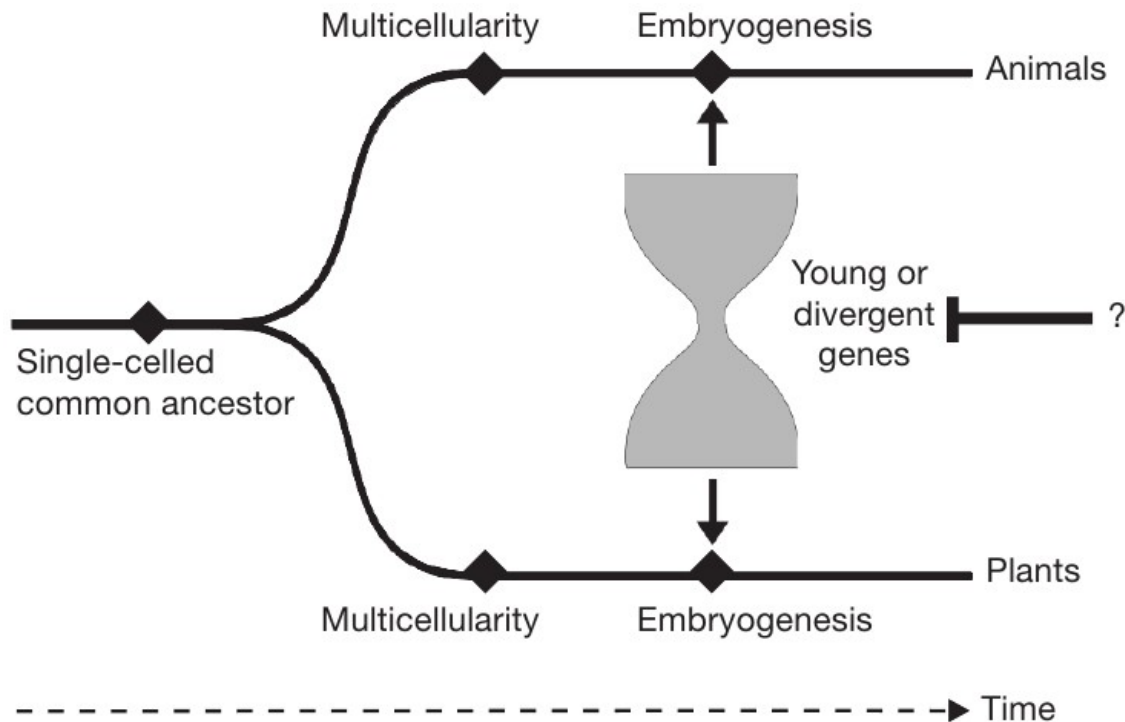 Multicellularity
Embryogenesis
Animals
Young or
divergent
genes
?
Single-celled
common ancestor
Plants
Multicellularity
Embryogenesis
Time